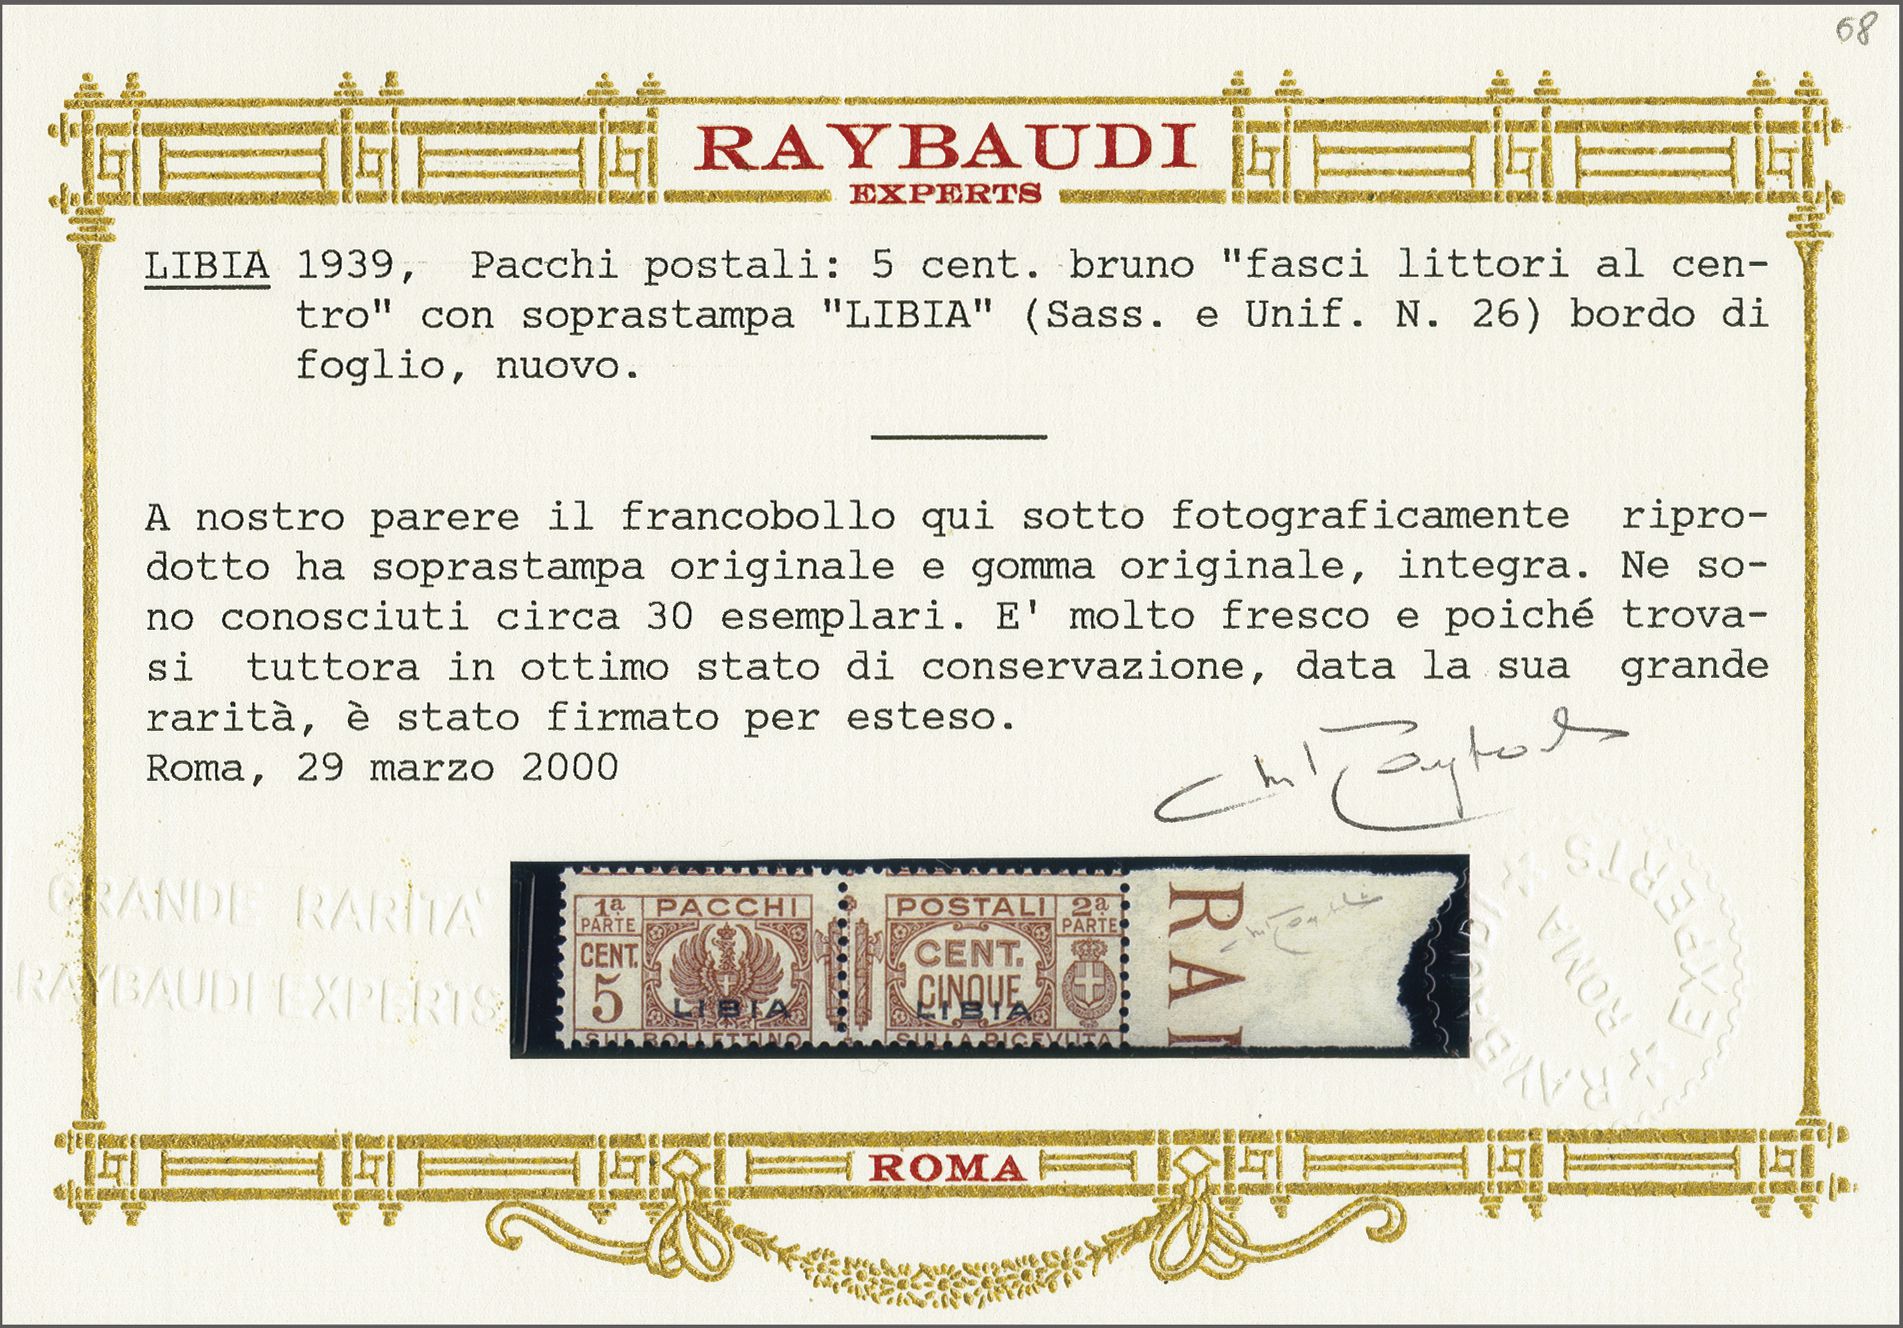 68
RAYBAUDI
EXPERTS
LIBIA 1939, Pacchi postali: 5 cent. bruno "fasci littori al cen-
tro" con soprastampa "LIBIA" (Sass. e Unif. N. 26) bordo di
foglio, nuovo.
A nostro parere il francobollo qui sotto fotograficamente ripro-
dotto ha soprastampa originale e gomma originale, integra. Ne so-
no conosciuti circa 30 esemplari. E' molto fresco e poiché trova-
si tuttora in ottimo stato di conservazione, data la sua grande
rarità, è stato firmato per esteso.
Roma, 29 marzo 2000
GRANDE RARITA'
RAYBAUDI EXPERTS
1a PARTE PACCHI POSTALI 2a PARTE
CENT. 5 CENT. CINQUE
LIBIA LIBIA
SUL BOLLETTINO SULLA RICEVUTA
RAI
RAYBAUDI EXPERTS
ROMA
ROMA